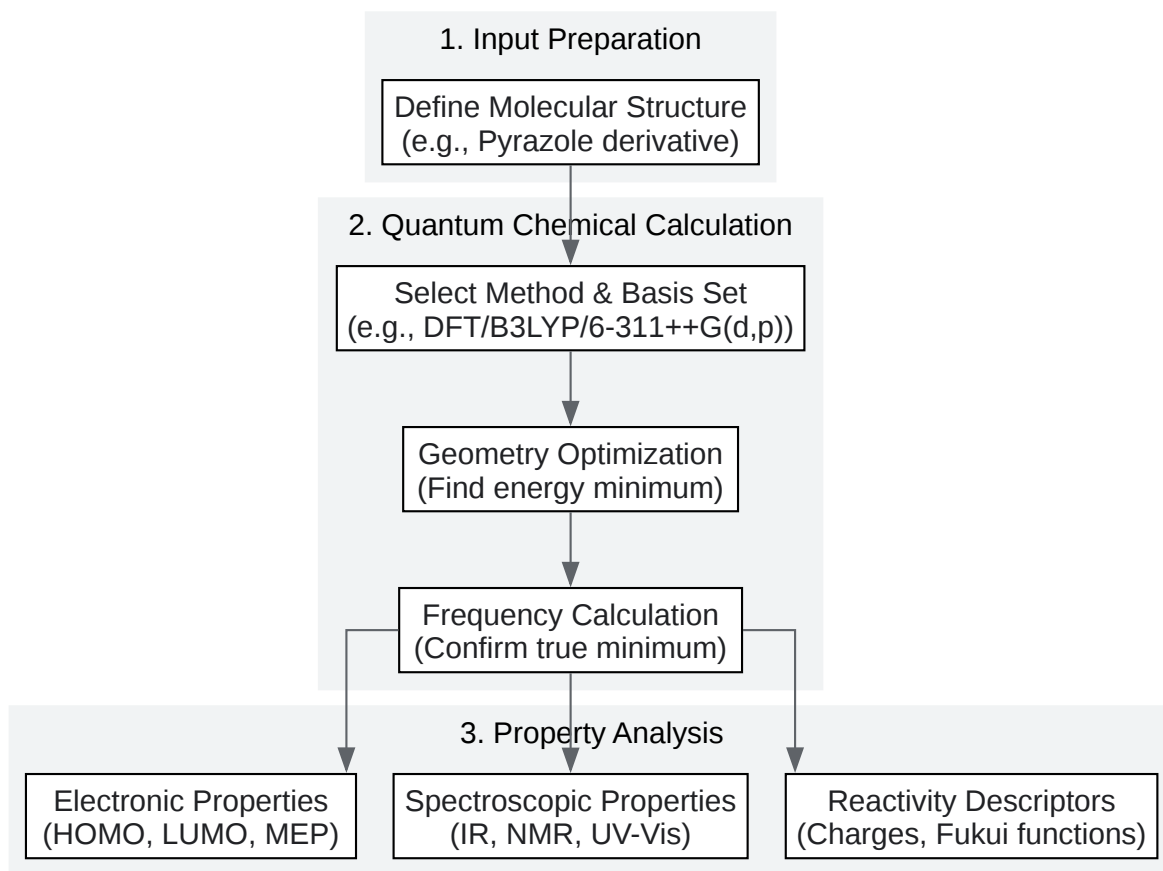 1. Input Preparation
Define Molecular Structure
(e.g., Pyrazole derivative)
2. Quantum Chemical Calculation
Select Method & Basis Set
(e.g., DFT/B3LYP/6-311++G(d,p))
Geometry Optimization
(Find energy minimum)
Frequency Calculation
(Confirm true minimum)
3. Property Analysis
Electronic Properties
(HOMO, LUMO, MEP)
Spectroscopic Properties
(IR, NMR, UV-Vis)
Reactivity Descriptors
(Charges, Fukui functions)